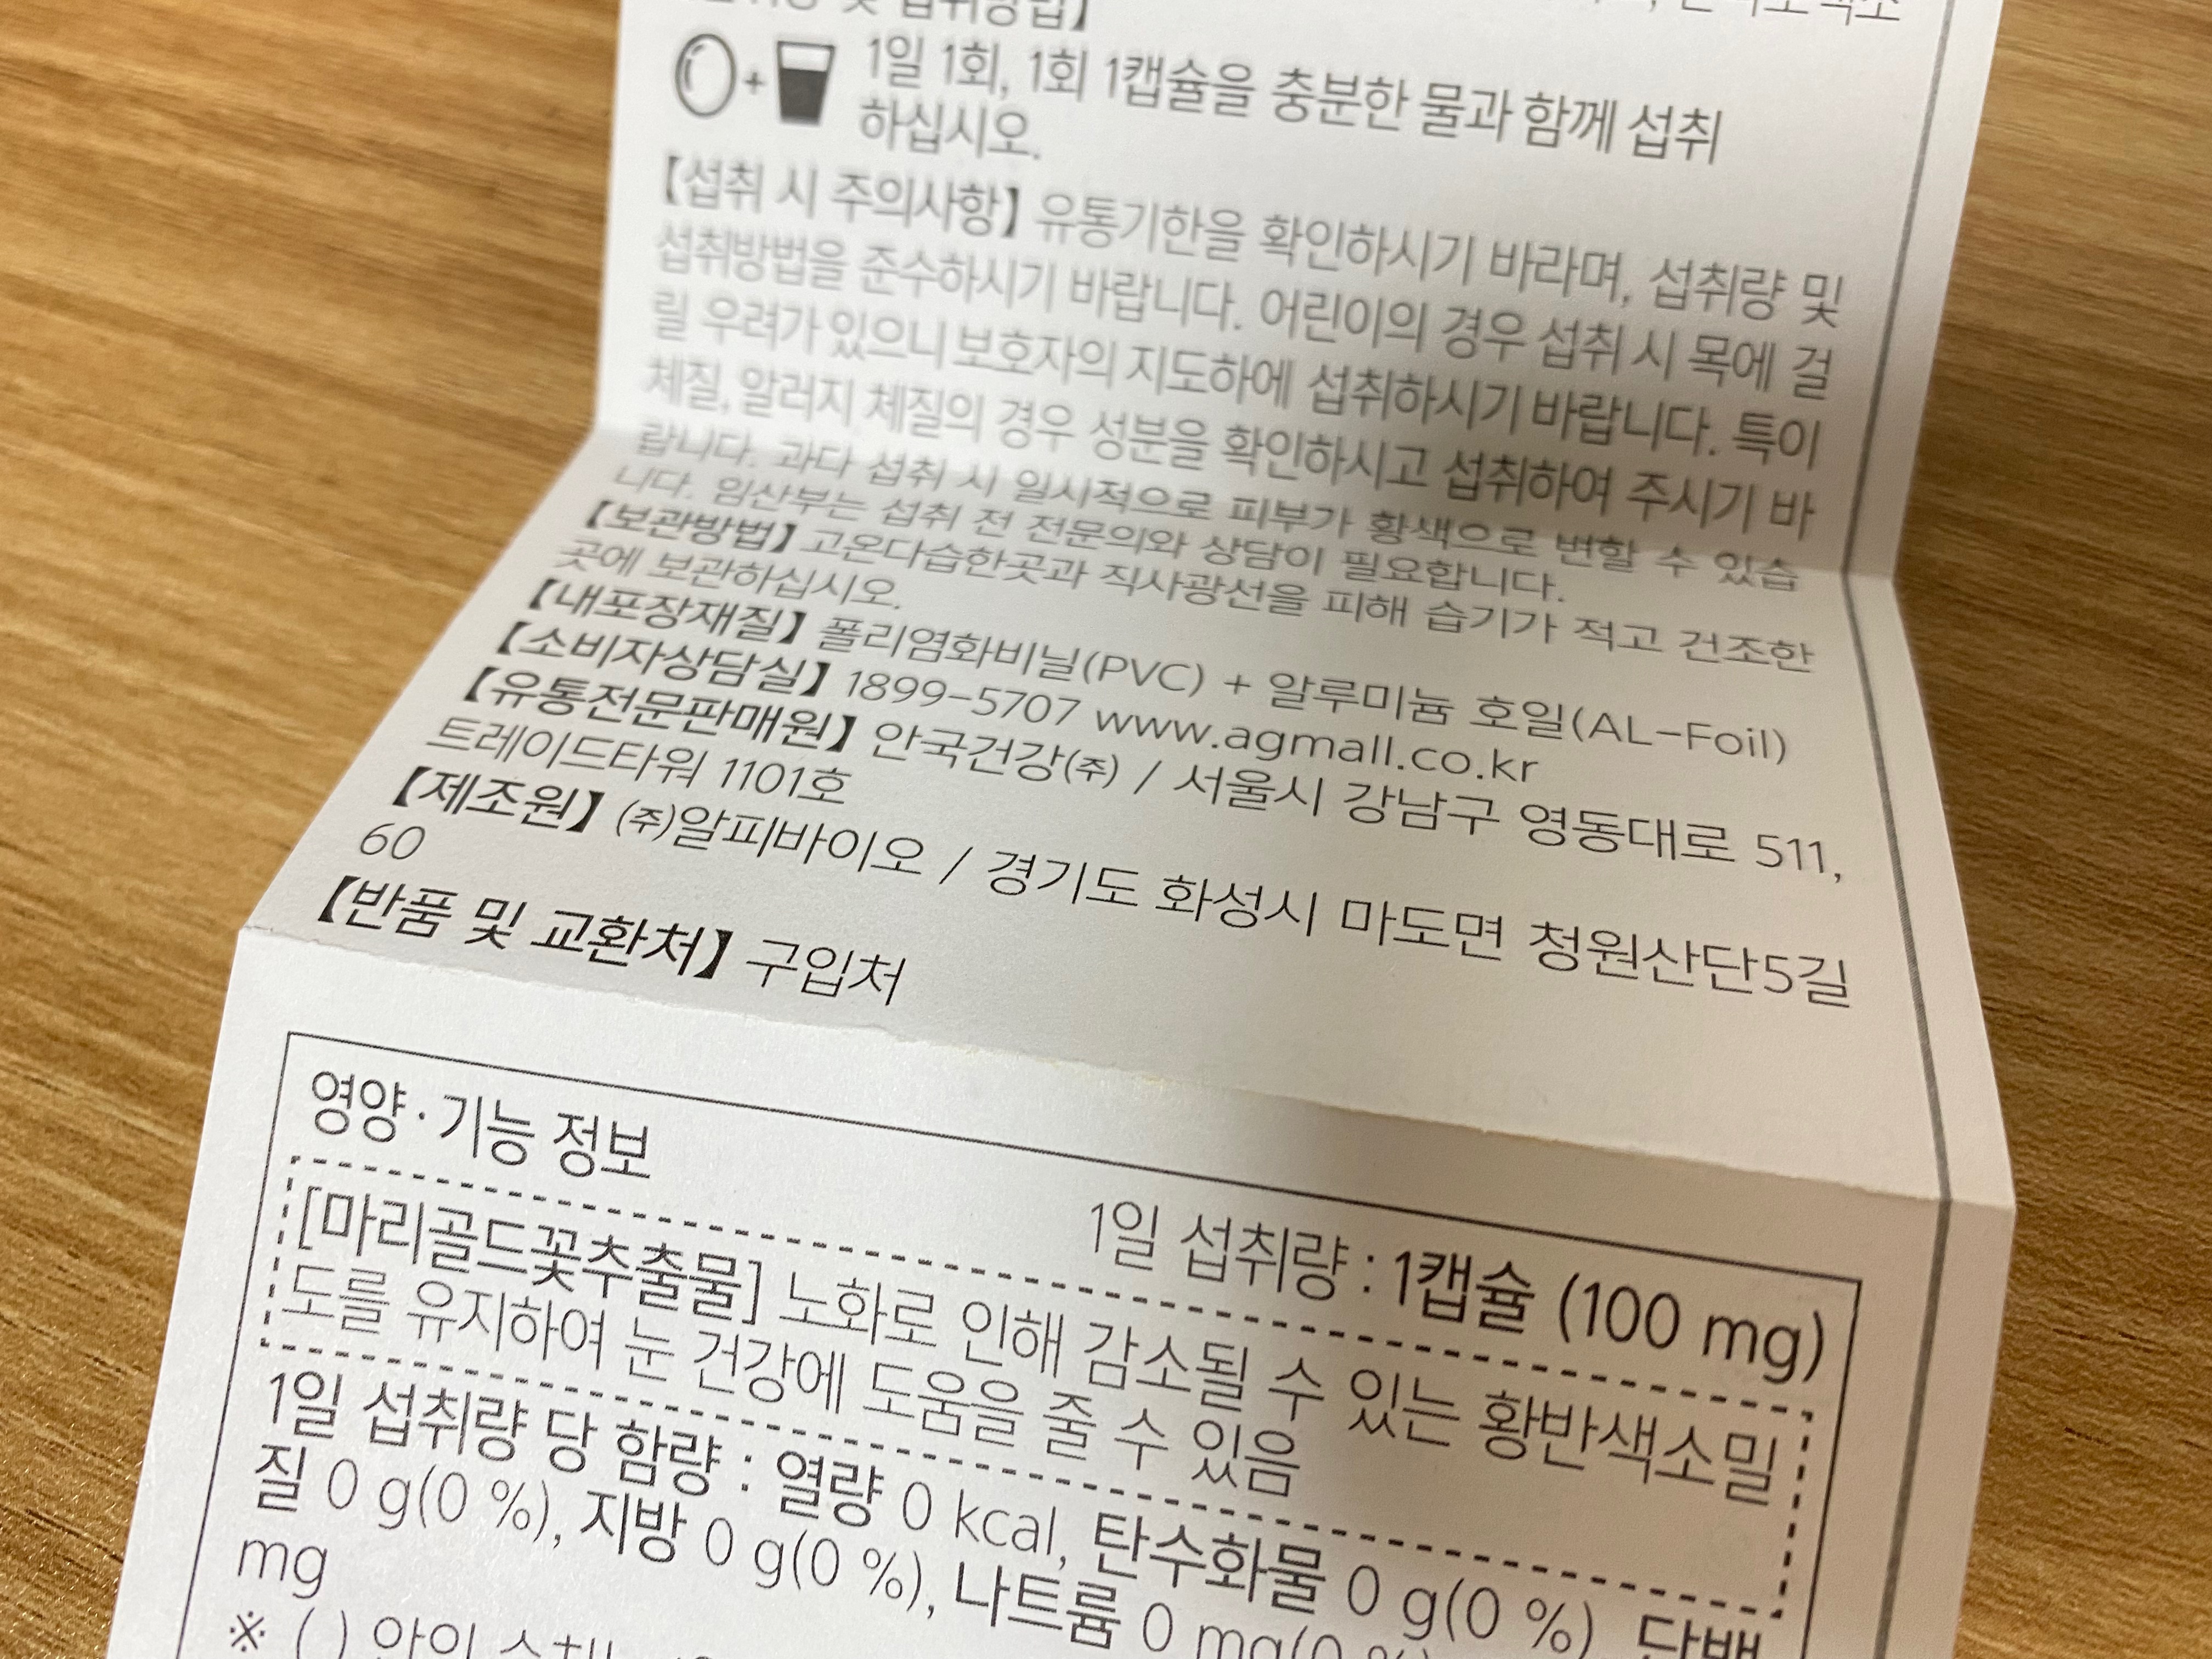 및 섭취방법】
1일 1회, 1회 1캡슐을 충분한 물과 함께 섭취
하십시오.
【섭취 시 주의사항】 유통기한을 확인하시기 바라며, 섭취량 및
섭취방법을 준수하시기 바랍니다. 어린이의 경우 섭취 시 목에 걸
릴 우려가 있으니 보호자의 지도하에 섭취하시기 바랍니다. 특이
체질, 알러지 체질의 경우 성분을 확인하시고 섭취하여 주시기 바
랍니다. 과다 섭취 시 일시적으로 피부가 황색으로 변할 수 있습
니다. 임산부는 섭취 전 전문의와 상담이 필요합니다.
【보관방법】 고온다습한곳과 직사광선을 피해 습기가 적고 건조한
곳에 보관하십시오.
【내포장재질】 폴리염화비닐(PVC) + 알루미늄 호일(AL-Foil)
【소비자상담실】 1899-5707 www.agmall.co.kr
【유통전문판매원】 안국건강(주) / 서울시 강남구 영동대로 511,
트레이드타워 1101호
【제조원】 (주)알피바이오 / 경기도 화성시 마도면 청원산단5길
60
【반품 및 교환처】 구입처
영양·기능 정보
1일 섭취량 : 1캡슐 (100 mg)
[마리골드꽃추출물] 노화로 인해 감소될 수 있는 황반색소밀
도를 유지하여 눈 건강에 도움을 줄 수 있음
1일 섭취량 당 함량 : 열량 0 kcal, 탄수화물 0 g(0 %), 단백
질 0 g(0 %), 지방 0 g(0 %), 나트륨 0 mg(0 %)
mg
※ ( ) 안의